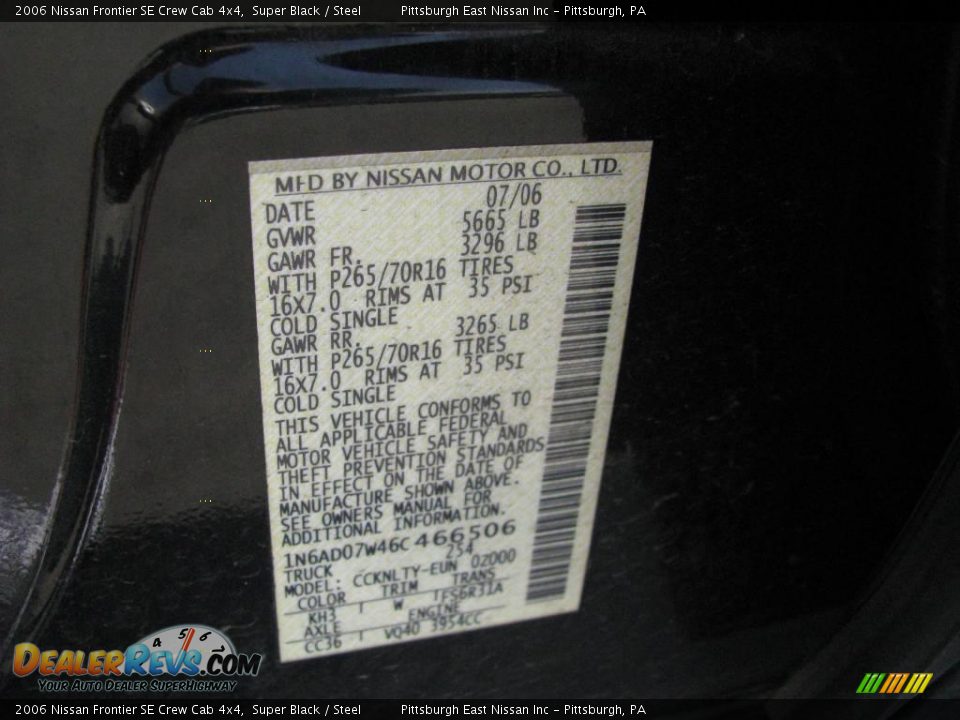 2006 Nissan Frontier SE Crew Cab 4x4, Super Black / Steel Pittsburgh East Nissan Inc - Pittsburgh, PA
MFD BY NISSAN MOTOR CO., LTD.
DATE 07/06
GVWR 5665 LB
GAWR FR. 3296 LB
WITH P265/70R16 TIRES
16X7.0 RIMS AT 35 PSI
COLD SINGLE
GAWR RR. 3265 LB
WITH P265/70R16 TIRES
16X7.0 RIMS AT 35 PSI
COLD SINGLE
THIS VEHICLE CONFORMS TO
ALL APPLICABLE FEDERAL
MOTOR VEHICLE SAFETY AND
THEFT PREVENTION STANDARDS
IN EFFECT ON THE DATE OF
MANUFACTURE SHOWN ABOVE.
SEE OWNERS MANUAL FOR
ADDITIONAL INFORMATION.
1N6AD07W46C466506
TRUCK 254
MODEL: CCKNLTY-EUN 0Z000
COLOR TRIM TRANS
KH3 W FS6R31A
AXLE ENGINE
CC36 VQ40 3954CC
4 5 6
DEALERREVS.COM
Your Auto Dealer SuperHighway
2006 Nissan Frontier SE Crew Cab 4x4, Super Black / Steel Pittsburgh East Nissan Inc - Pittsburgh, PA